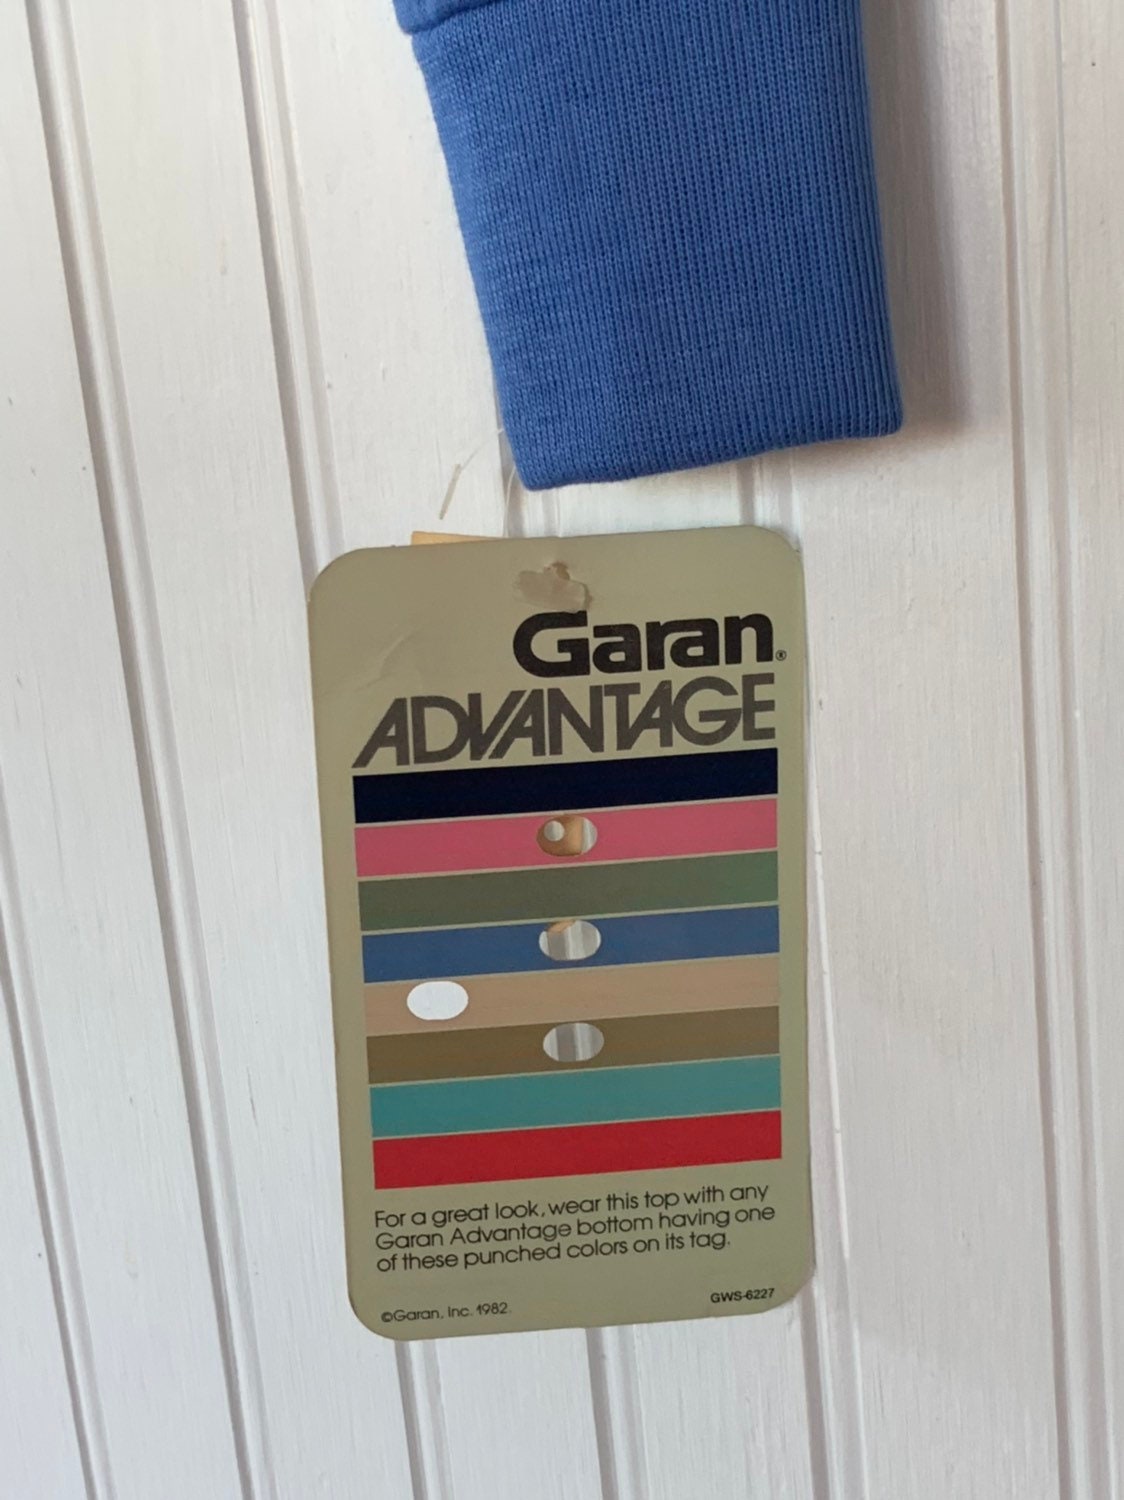 Garan®
ADVANTAGE
For a great look, wear this top with any
Garan Advantage bottom having one
of these punched colors on its tag.
©Garan, Inc. 1982.
GWS-6227